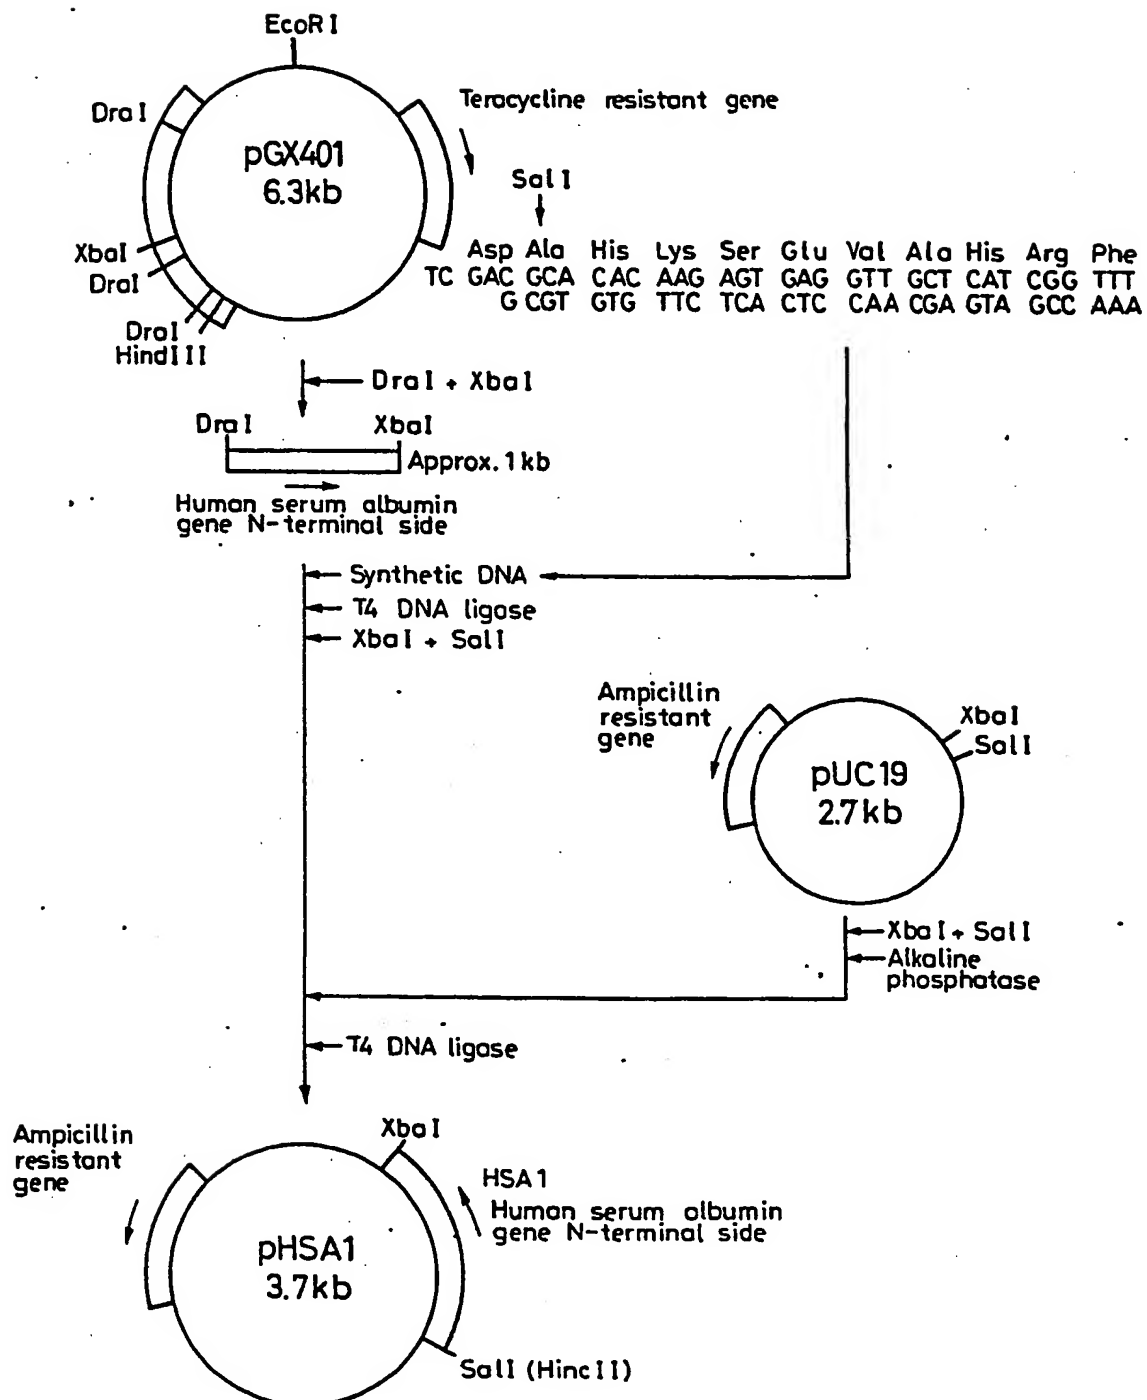 EcoRI
DraI
Teracycline resistant gene
pGX401
6.3kb
SalI
XbaI
DraI
DraI
HindIII
Asp Ala His Lys Ser Glu Val Ala His Arg Phe
TC GAC GCA CAC AAG AGT GAG GTT GCT CAT CGG TTT
G CGT GTG TTC TCA CTC CAA CGA GTA GCC AAA
DraI + XbaI
DraI
XbaI
Approx. 1kb
Human serum albumin
gene N-terminal side
Synthetic DNA
T4 DNA ligase
XbaI + SalI
Ampicillin
resistant
gene
XbaI
SalI
pUC19
2.7kb
XbaI + SalI
Alkaline
phosphatase
T4 DNA ligase
Ampicillin
resistant
gene
XbaI
HSA1
Human serum albumin
gene N-terminal side
pHSA1
3.7kb
SalI (HincII)